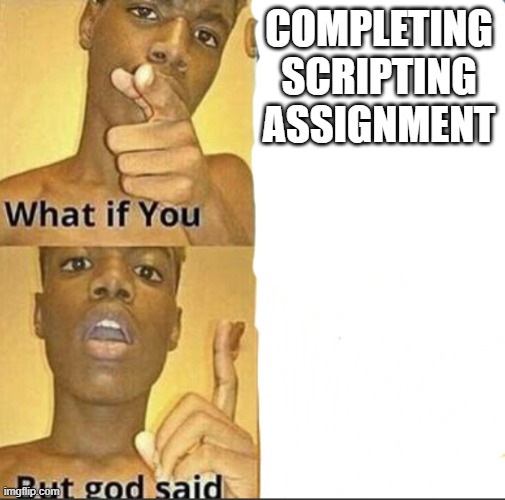 COMPLETING
SCRIPTING
ASSIGNMENT
What if You
But god said
imgflip.com